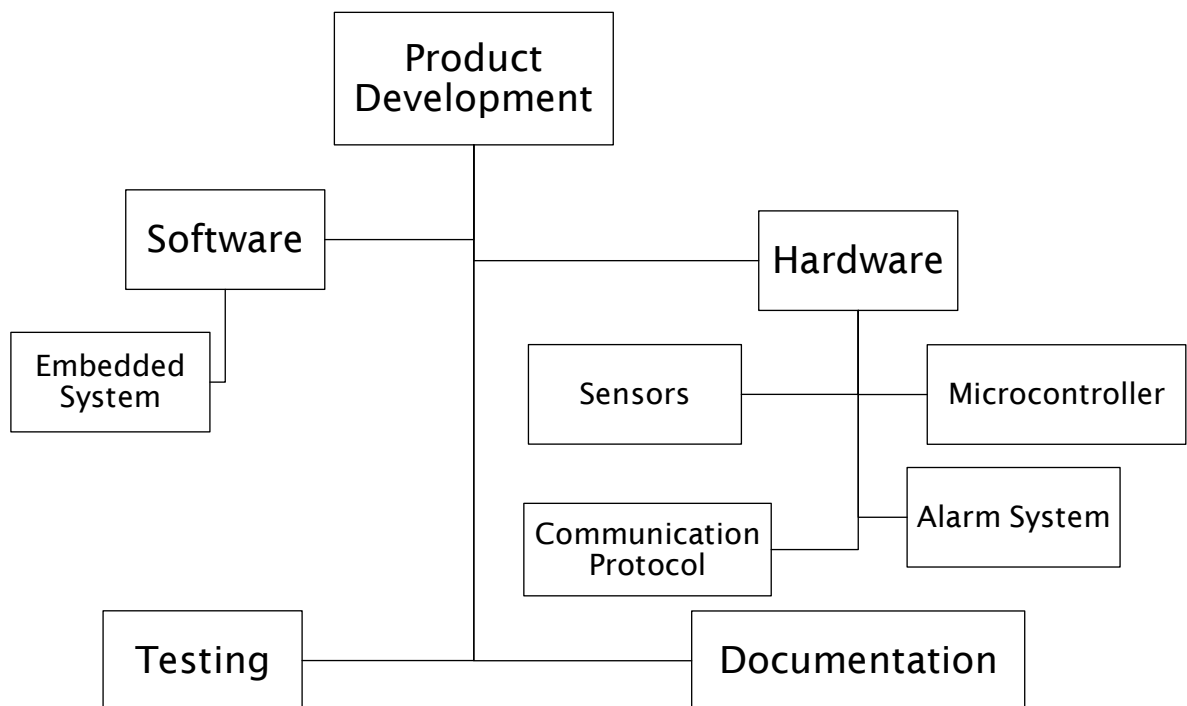 Product
Development
Software
Hardware
Embedded
System
Sensors
Microcontroller
Alarm System
Communication
Protocol
Testing
Documentation